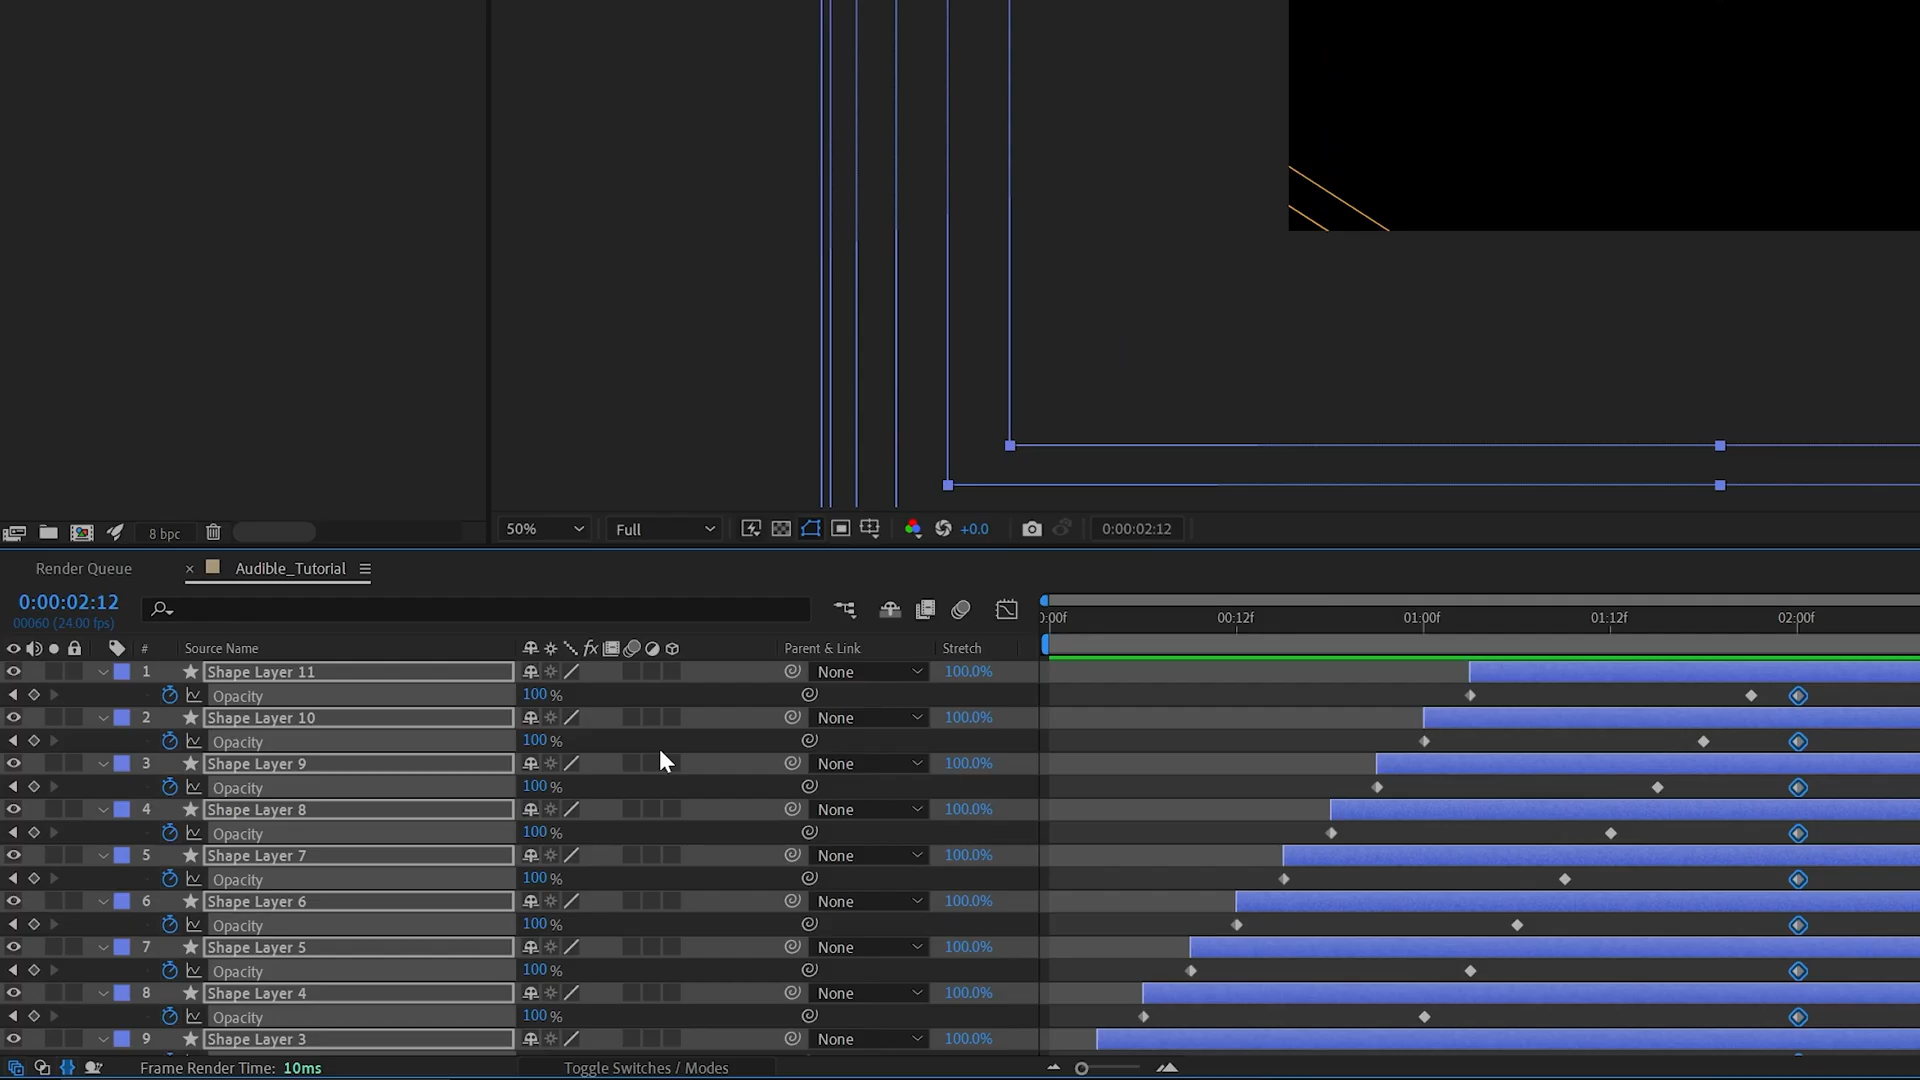 8 bpc
50%
Full
+0.0
0:00:02:12
Render Queue
× Audible_Tutorial
0:00:02:12
00060 (24.00 fps)
:00f 00:12f 01:00f 01:12f 02:00f
# Source Name Parent & Link Stretch
1 Shape Layer 11 None 100.0%
Opacity 100 %
2 Shape Layer 10 None 100.0%
Opacity 100 %
3 Shape Layer 9 None 100.0%
Opacity 100 %
4 Shape Layer 8 None 100.0%
Opacity 100 %
5 Shape Layer 7 None 100.0%
Opacity 100 %
6 Shape Layer 6 None 100.0%
Opacity 100 %
7 Shape Layer 5 None 100.0%
Opacity 100 %
8 Shape Layer 4 None 100.0%
Opacity 100 %
9 Shape Layer 3 None 100.0%
Frame Render Time: 10ms
Toggle Switches / Modes